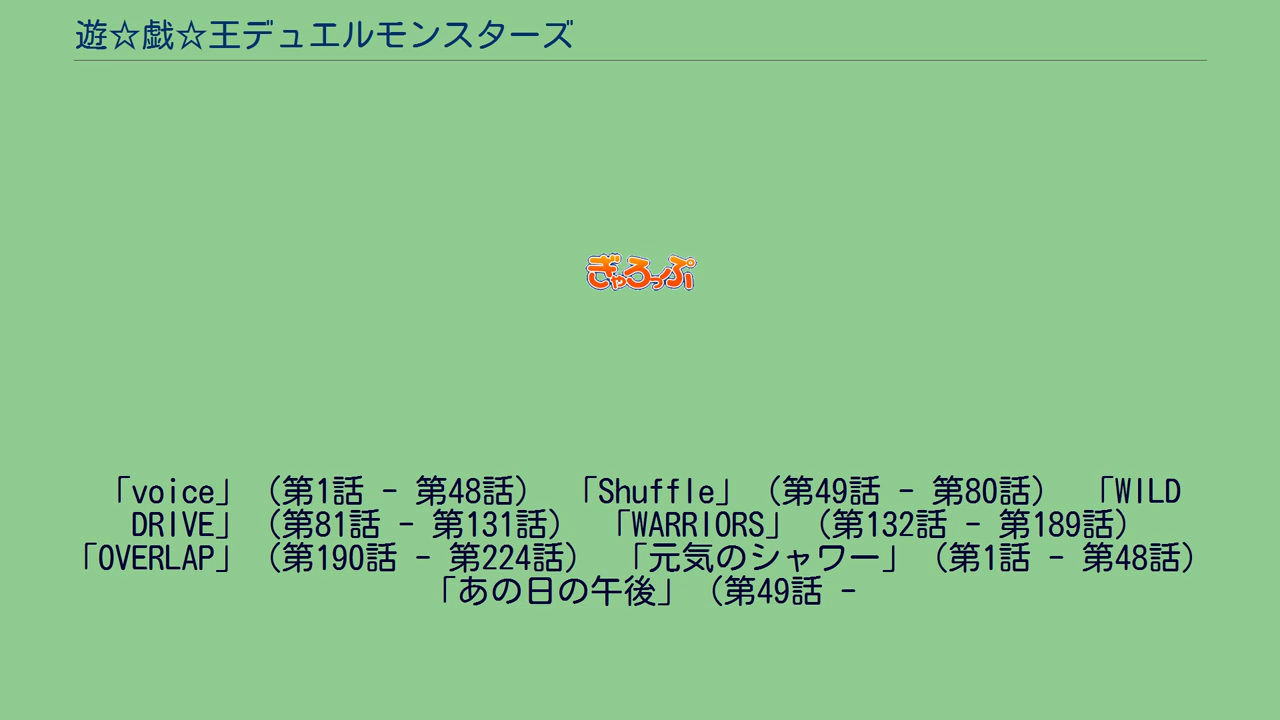 遊☆戯☆王デュエルモンスターズ
ぎゃろっぷ
「voice」（第1話 - 第48話） 「Shuffle」（第49話 - 第80話） 「WILD
DRIVE」（第81話 - 第131話） 「WARRIORS」（第132話 - 第189話）
「OVERLAP」（第190話 - 第224話） 「元気のシャワー」（第1話 - 第48話）
「あの日の午後」（第49話 -